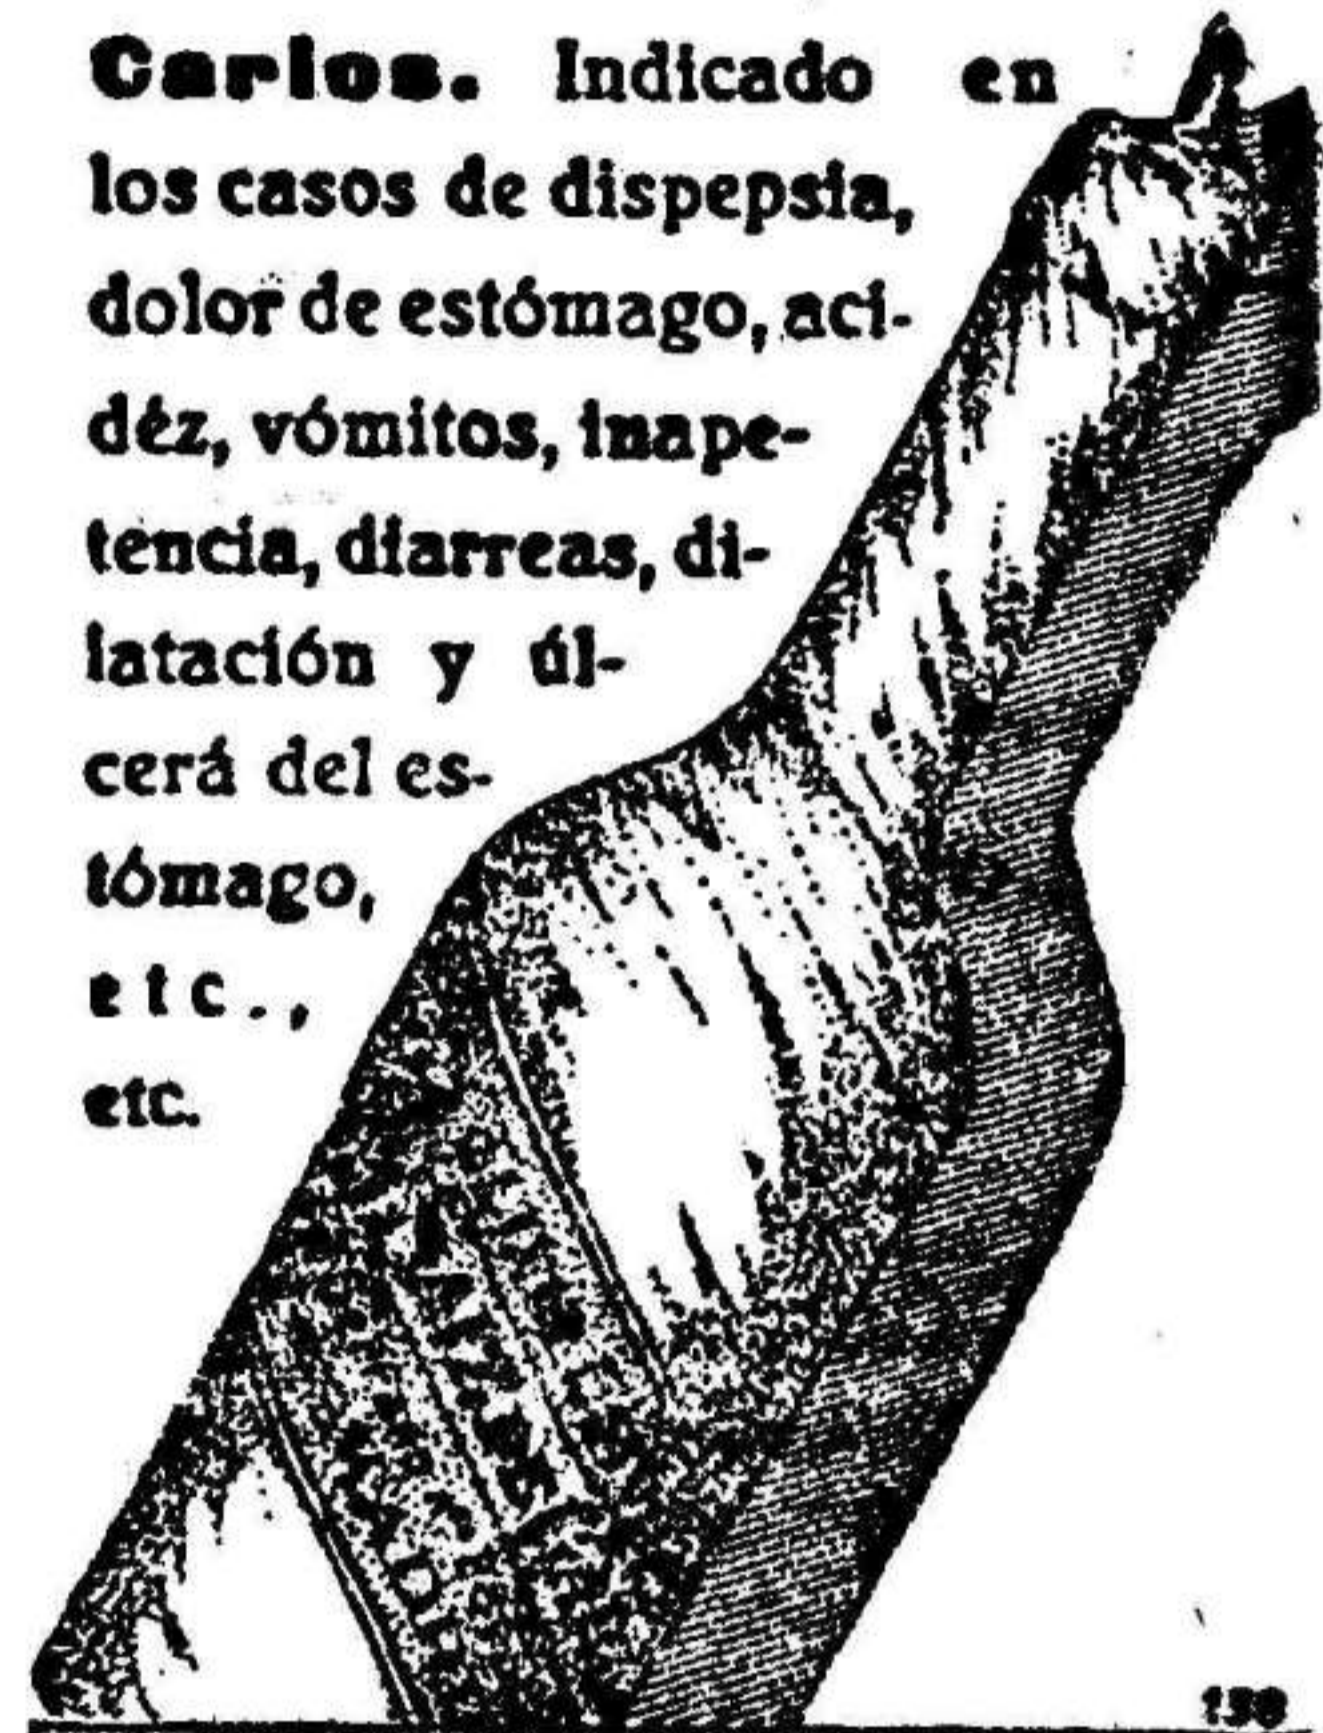 Carlos. Indicado en
los casos de dispepsia,
dolor de estómago, aci-
déz, vómitos, inape-
tencia, diarreas, di-
latación y úl-
cerá del es-
tómago,
etc.,
etc.